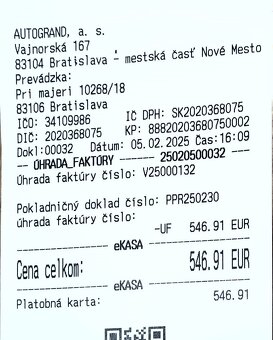 AUTOGRAND, a. s.
Vajnorská 167
83104 Bratislava - mestská časť Nové Mesto
Prevádzka:
Pri majeri 10268/18
83106 Bratislava
IČO: 34109986 IČ DPH: SK2020368075
DIČ: 2020368075 KP: 88820203680750002
Dokl:00032 Dátum: 05.02.2025 Čas:16:09
-- ÚHRADA_FAKTÚRY ------- 25020500032 ---
Úhrada faktúry číslo: V25000132
Pokladničný doklad číslo: PPR250230
Úhrada faktúry číslo:
-UF 546.91 EUR
eKASA
Cena celkom: 546.91 EUR
eKASA
Platobná karta: 546.91